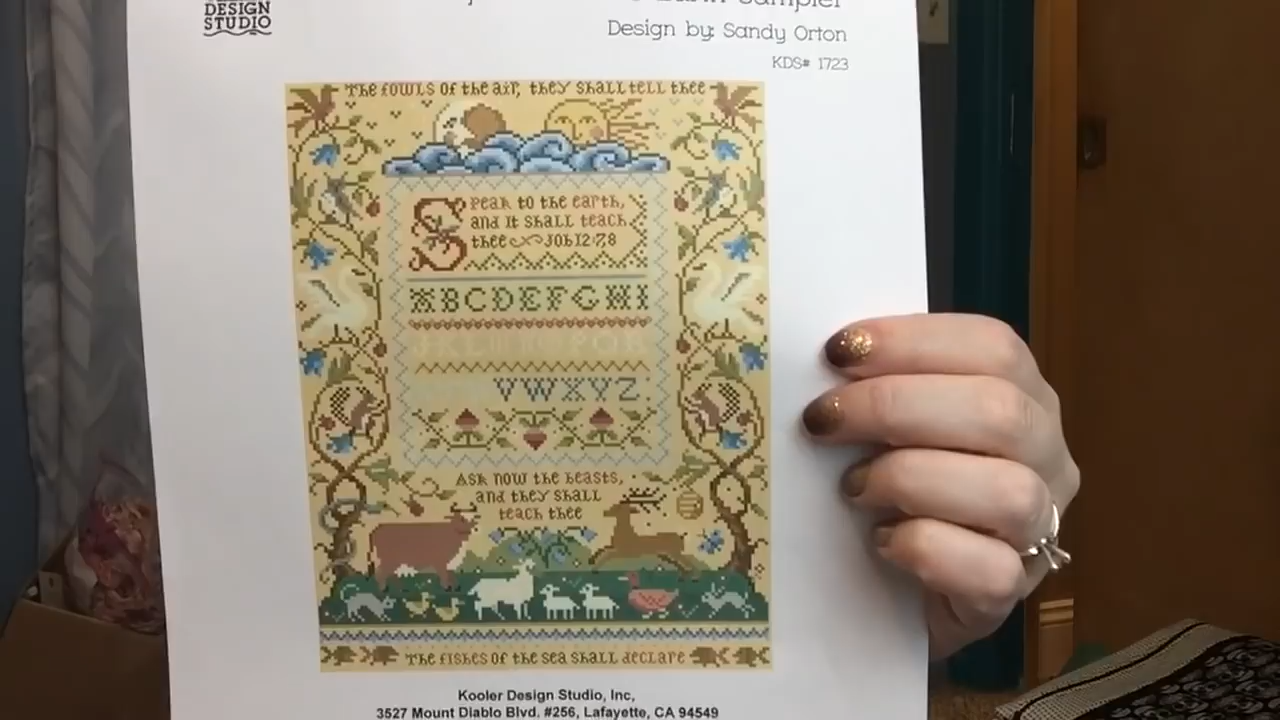 DESIGN
STUDIO
Sampler
Design by: Sandy Orton
KDS# 1723
The fowls of the air, they shall tell thee
Speak to the earth,
and it shall teach
thee Job 12:7,8
ABCDEFGHI
JKL PQR
VWXYZ
Ask now the beasts,
and they shall
teach thee
The fishes of the sea shall declare
Kooler Design Studio, Inc,
3527 Mount Diablo Blvd. #256, Lafayette, CA 94549